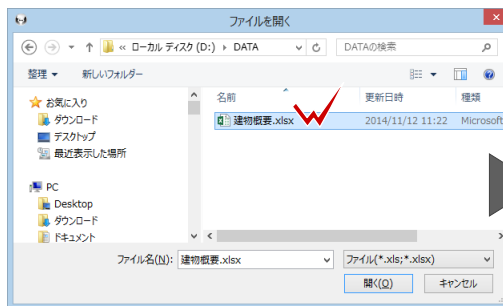 ファイルを開く
« ローカル ディスク (D:) ▸ DATA
DATAの検索
整理 ▼ 新しいフォルダー
お気に入り
ダウンロード
デスクトップ
最近表示した場所
PC
Desktop
ダウンロード
ドキュメント
名前 更新日時 種類
建物概要.xlsx 2014/11/12 11:22 Microsoft
ファイル名(N): 建物概要.xlsx ファイル(*.xls;*.xlsx)
開く(O) キャンセル